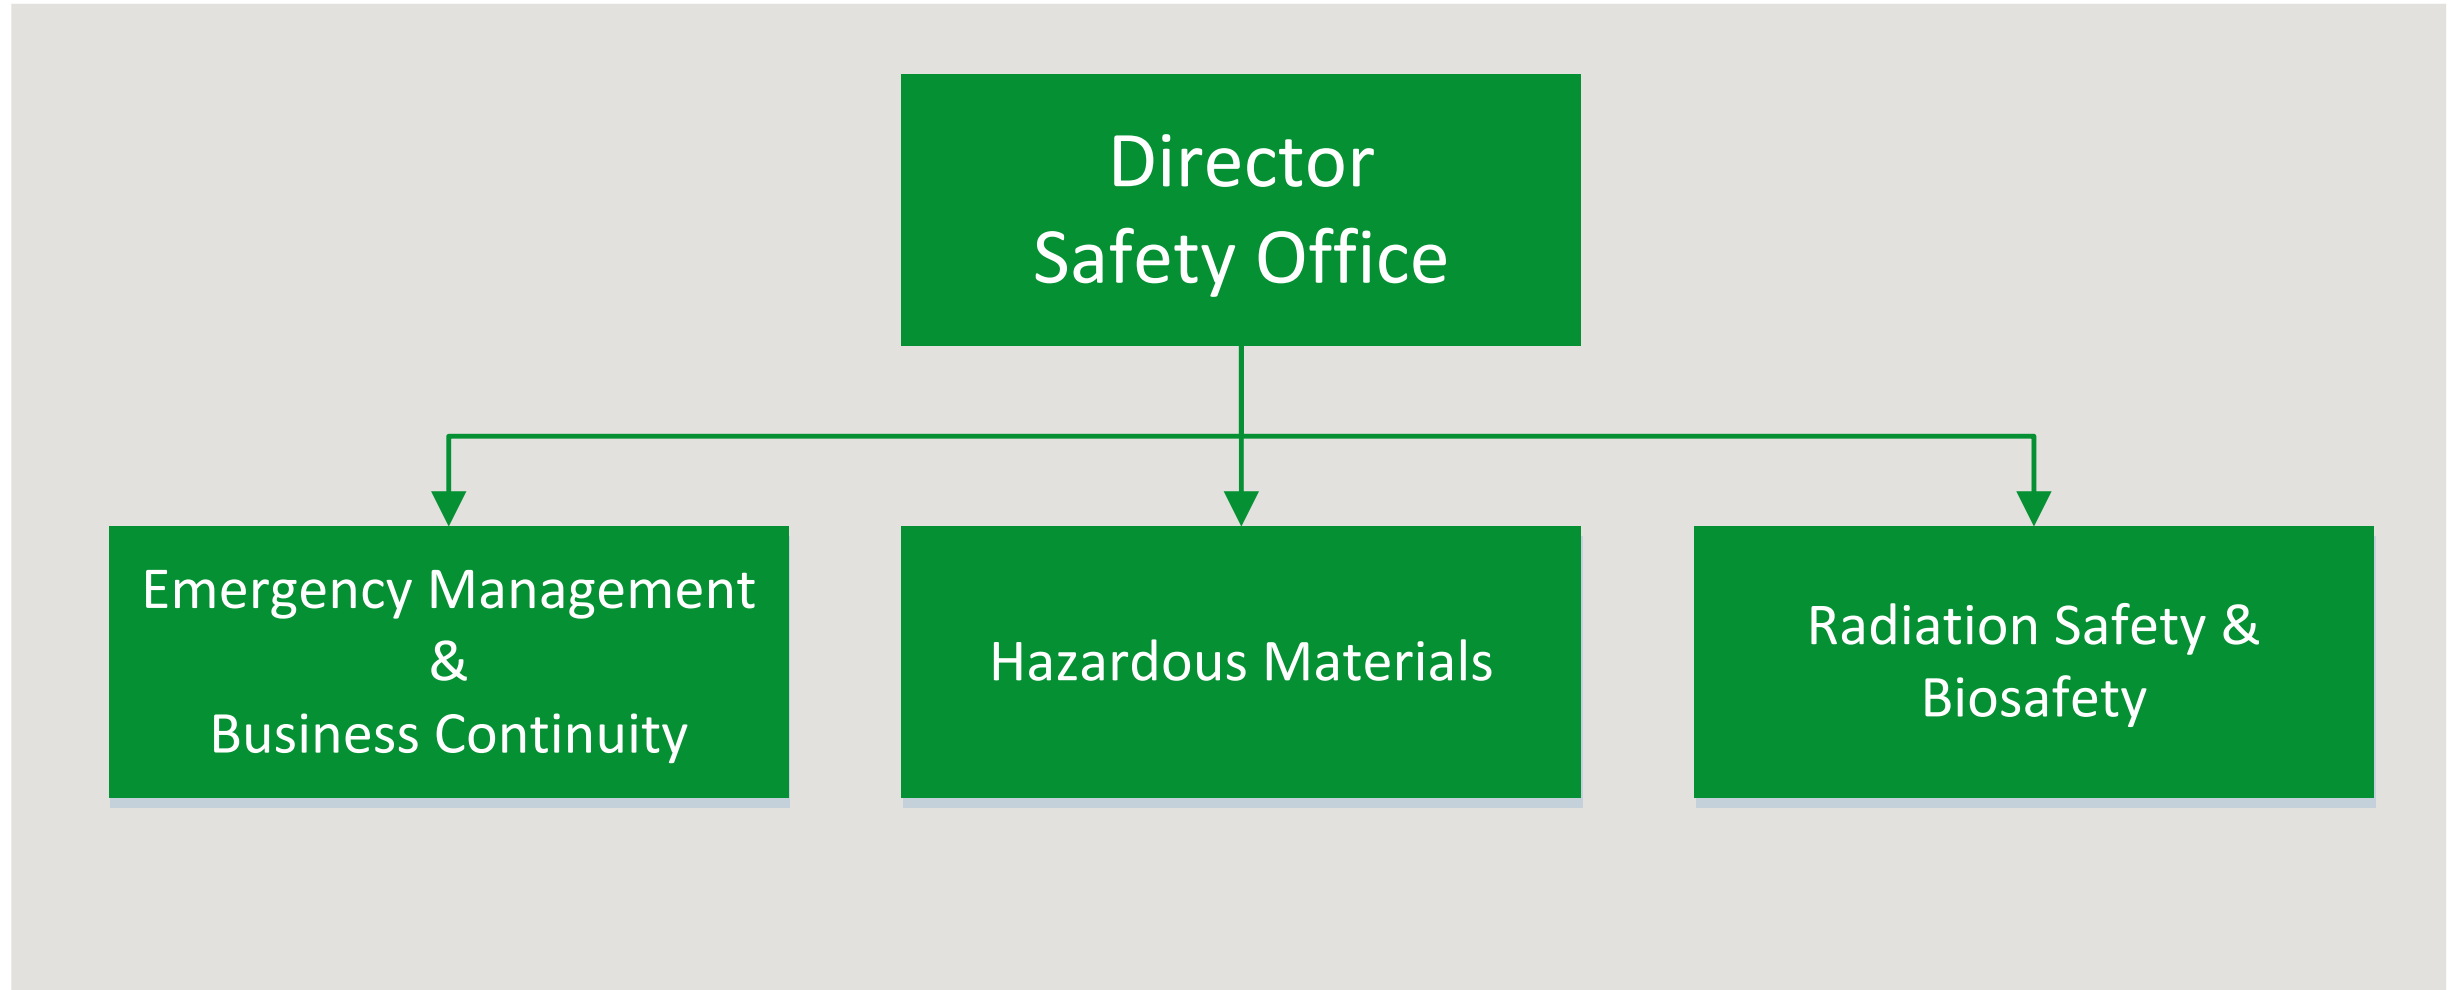 Director
Safety Office
Emergency Management
&
Business Continuity
Hazardous Materials
Radiation Safety &
Biosafety